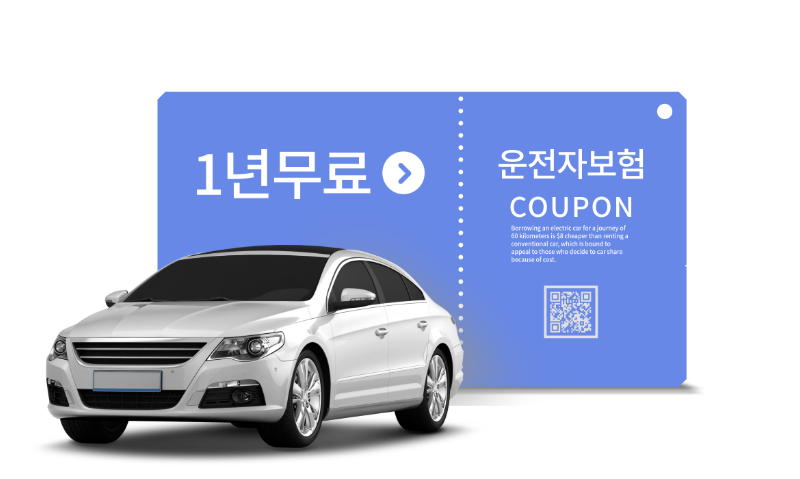 1년무료
운전자보험
COUPON
Borrowing an electric car for a journey of
60 kilometers is $8 cheaper than renting a
conventional car, which is bound to
appeal to those who decide to car share
because of cost.